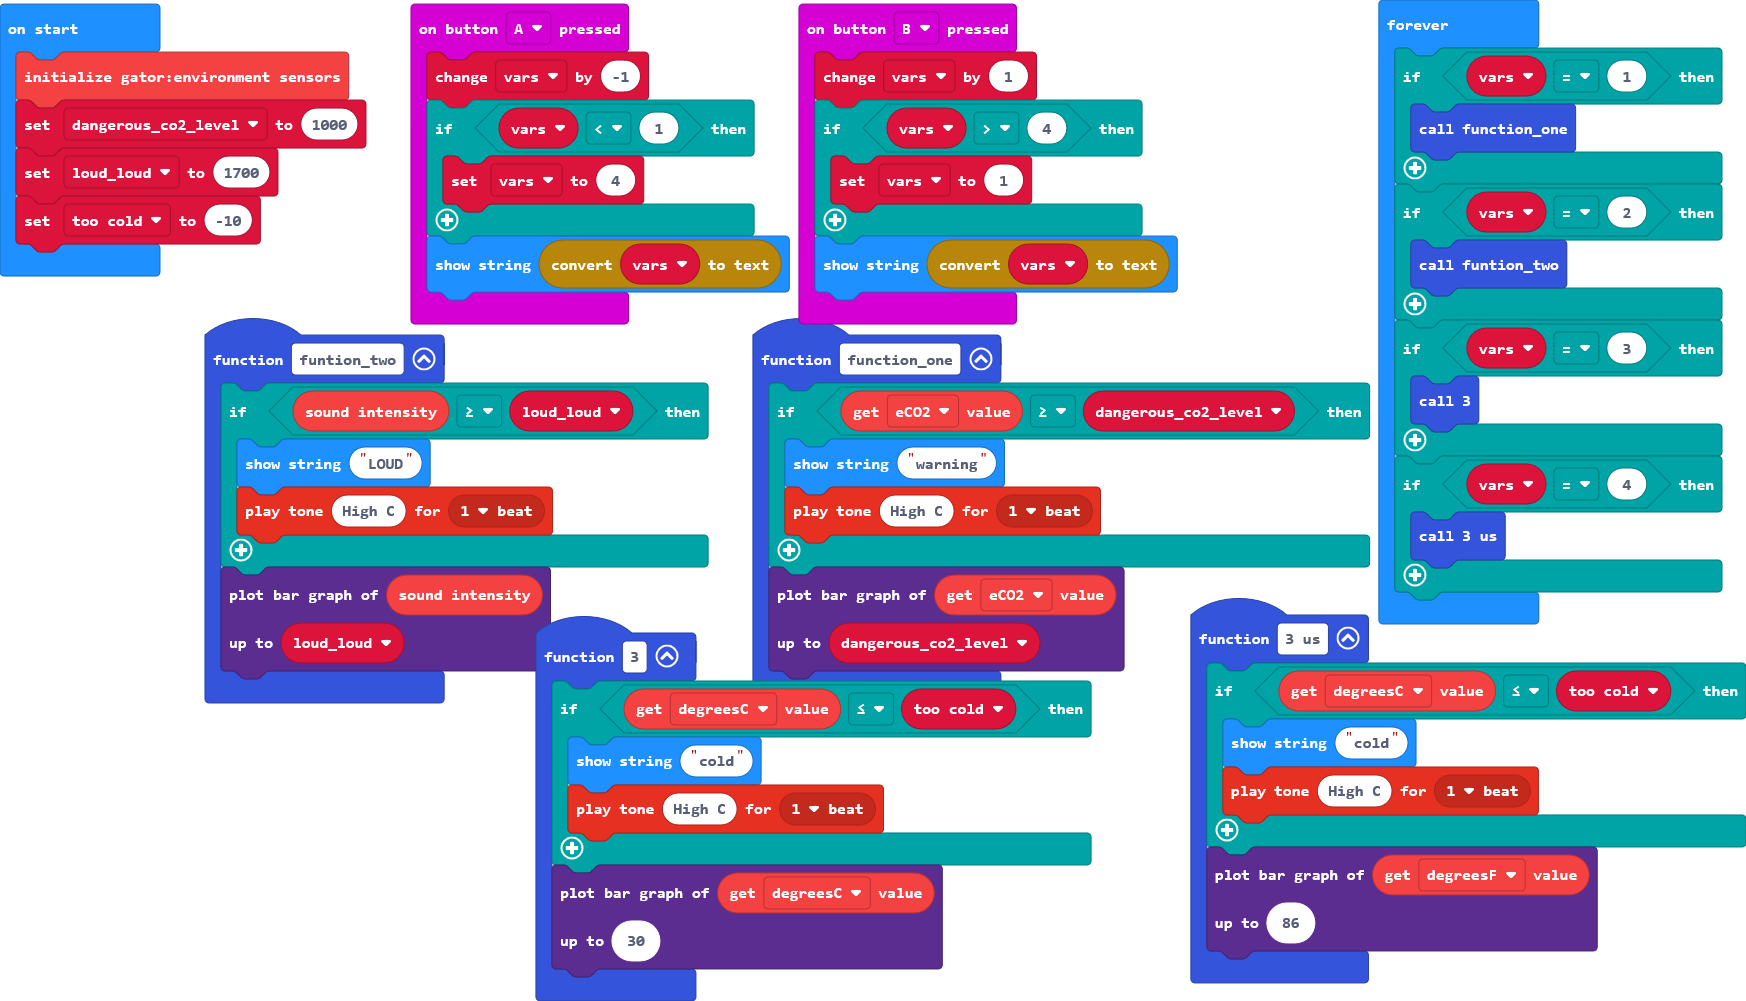 on start
initialize gator:environment sensors
set dangerous_co2_level to 1000
set loud_loud to 1700
set too cold to -10
on button A pressed
change vars by -1
if vars < 1 then
set vars to 4
show string convert vars to text
on button B pressed
change vars by 1
if vars > 4 then
set vars to 1
show string convert vars to text
forever
if vars = 1 then
call function_one
if vars = 2 then
call funtion_two
if vars = 3 then
call 3
if vars = 4 then
call 3 us
function funtion_two
if sound intensity ≥ loud_loud then
show string "LOUD"
play tone High C for 1 beat
plot bar graph of sound intensity
up to loud_loud
function function_one
if get eCO2 value ≥ dangerous_co2_level then
show string "warning"
play tone High C for 1 beat
plot bar graph of get eCO2 value
up to dangerous_co2_level
function 3
if get degreesC value ≤ too cold then
show string "cold"
play tone High C for 1 beat
plot bar graph of get degreesC value
up to 30
function 3 us
if get degreesC value ≤ too cold then
show string "cold"
play tone High C for 1 beat
plot bar graph of get degreesF value
up to 86